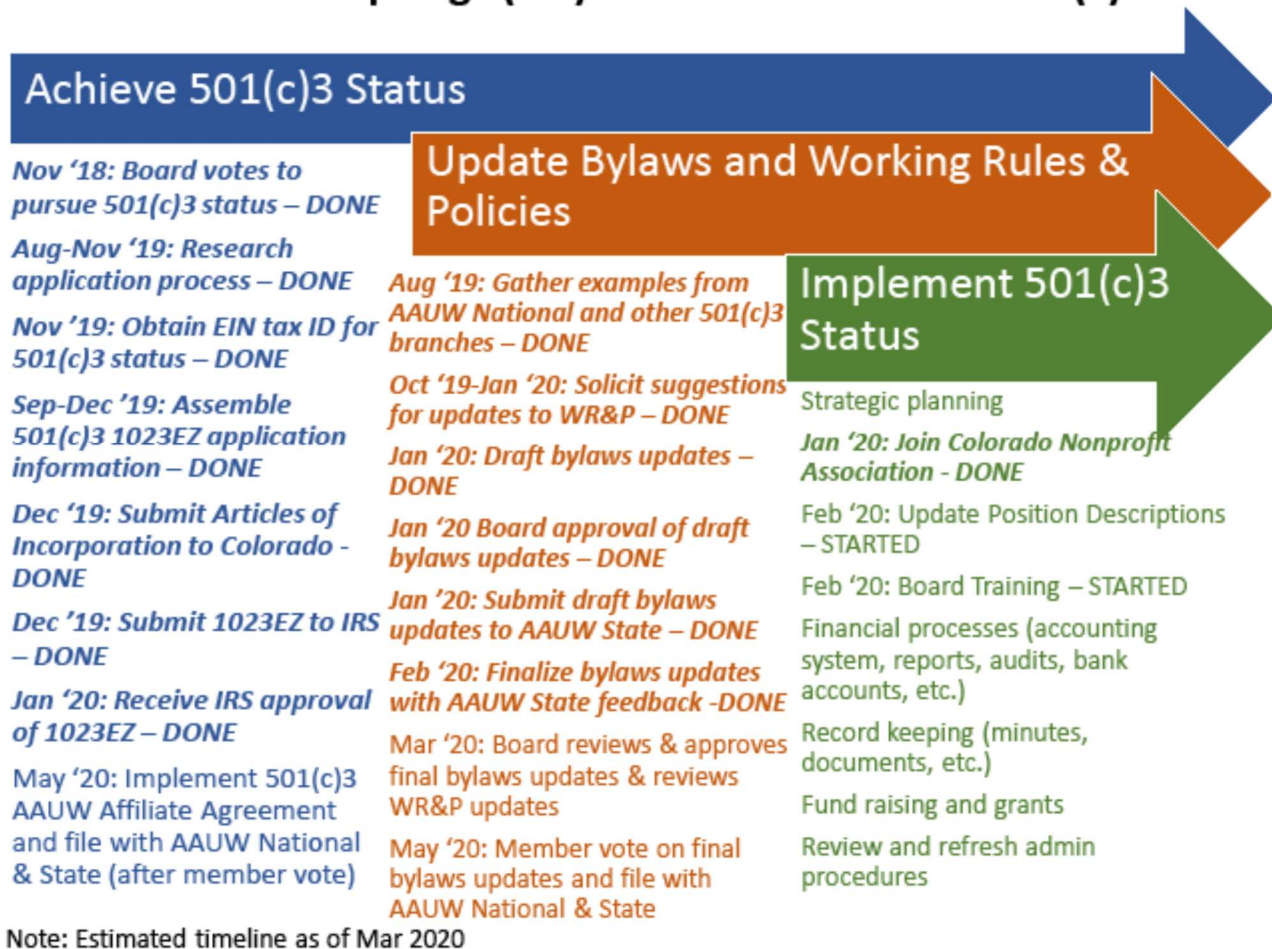 Achieve 501(c)3 Status
Nov ‘18: Board votes to
pursue 501(c)3 status – DONE
Aug-Nov ‘19: Research
application process – DONE
Nov ’19: Obtain EIN tax ID for
501(c)3 status – DONE
Sep-Dec ’19: Assemble
501(c)3 1023EZ application
information – DONE
Dec ‘19: Submit Articles of
Incorporation to Colorado -
DONE
Dec ‘19: Submit 1023EZ to IRS
– DONE
Jan ‘20: Receive IRS approval
of 1023EZ – DONE
May ‘20: Implement 501(c)3
AAUW Affiliate Agreement
and file with AAUW National
& State (after member vote)
Update Bylaws and Working Rules &
Policies
Aug ‘19: Gather examples from
AAUW National and other 501(c)3
branches – DONE
Oct ‘19-Jan ‘20: Solicit suggestions
for updates to WR&P – DONE
Jan ‘20: Draft bylaws updates –
DONE
Jan ‘20 Board approval of draft
bylaws updates – DONE
Jan ’20: Submit draft bylaws
updates to AAUW State – DONE
Feb ‘20: Finalize bylaws updates
with AAUW State feedback -DONE
Mar ‘20: Board reviews & approves
final bylaws updates & reviews
WR&P updates
May ‘20: Member vote on final
bylaws updates and file with
AAUW National & State
Implement 501(c)3
Status
Strategic planning
Jan ‘20: Join Colorado Nonprofit
Association - DONE
Feb ‘20: Update Position Descriptions
– STARTED
Feb ‘20: Board Training – STARTED
Financial processes (accounting
system, reports, audits, bank
accounts, etc.)
Record keeping (minutes,
documents, etc.)
Fund raising and grants
Review and refresh admin
procedures
Note: Estimated timeline as of Mar 2020